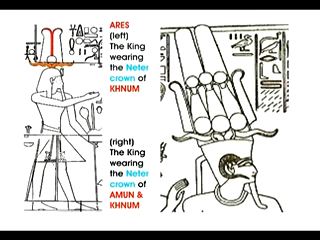 ARES
(left)
The King
wearing
the Neter
crown of
KHNUM
(right)
The King
wearing
the Neter
crown of
AMUN &
KHNUM